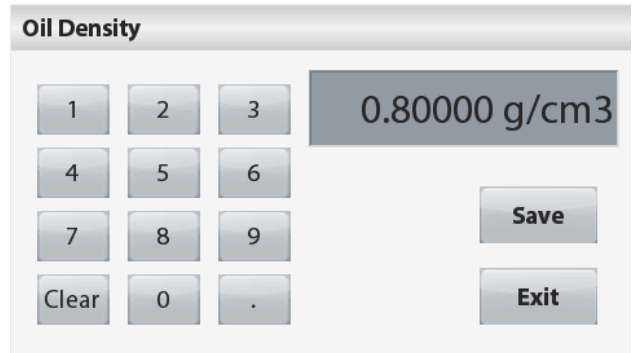 Oil Density
0.80000 g/cm3
1 2 3
4 5 6
7 8 9
Clear 0 .
Save
Exit